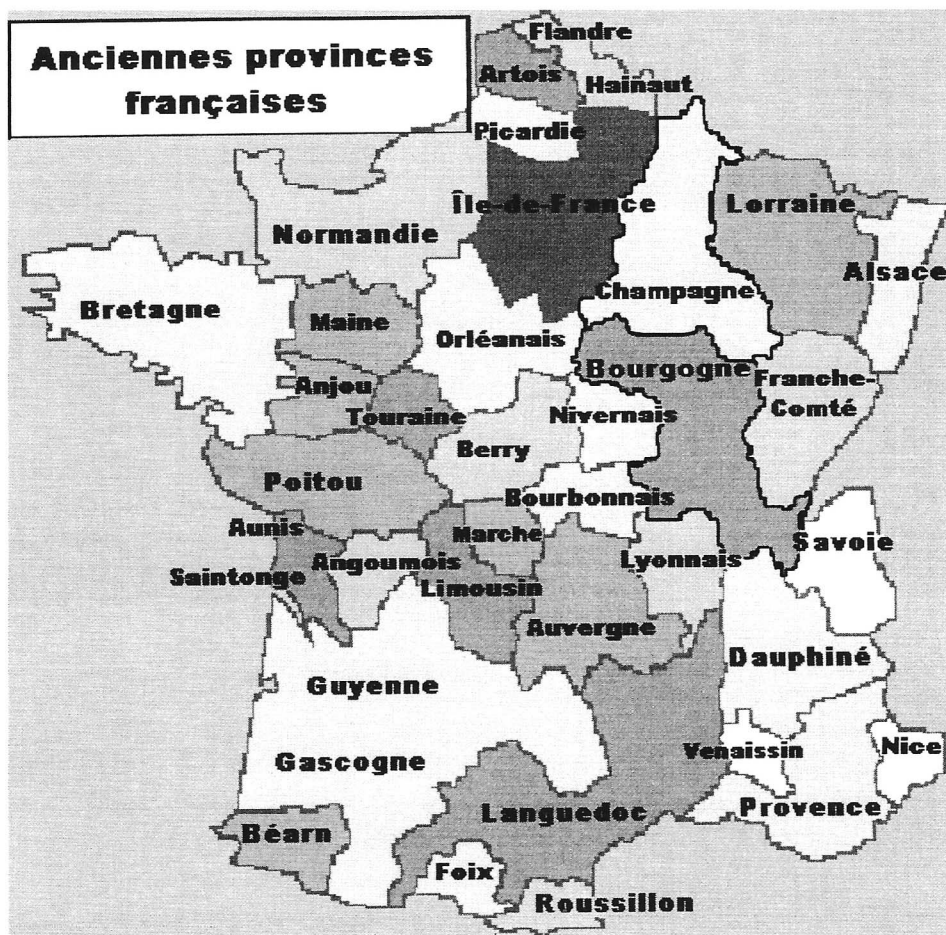 Anciennes provinces
françaises
Flandre
Artois
Hainaut
Picardie
Île-de-France
Normandie
Lorraine
Alsace
Champagne
Bretagne
Maine
Orléanais
Bourgogne
Franche-
Comté
Anjou
Touraine
Nivernais
Berry
Poitou
Bourbonnais
Aunis
Marche
Angoumois
Lyonnais
Savoie
Saintonge
Limousin
Auvergne
Dauphiné
Guyenne
Venaissin
Nice
Gascogne
Provence
Languedoc
Béarn
Foix
Roussillon